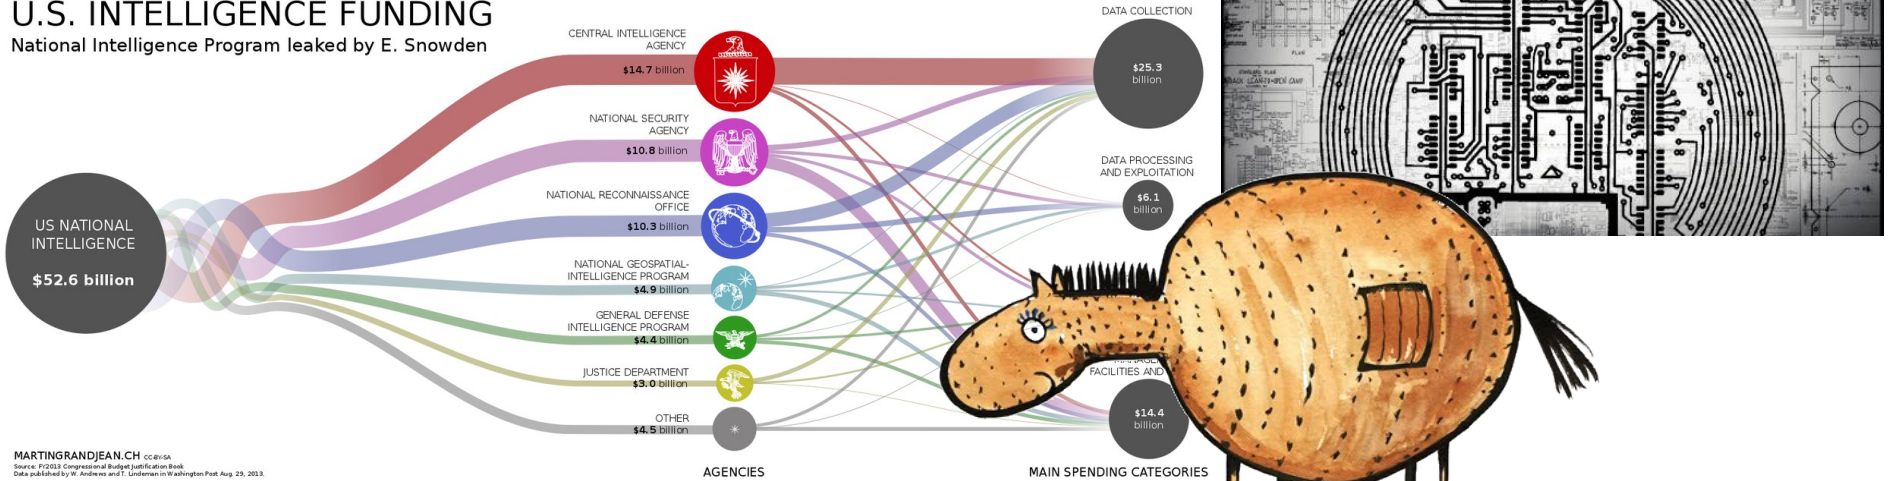 U.S. INTELLIGENCE FUNDING
National Intelligence Program leaked by E. Snowden
US NATIONAL
INTELLIGENCE
$52.6 billion
CENTRAL INTELLIGENCE
AGENCY
$14.7 billion
NATIONAL SECURITY
AGENCY
$10.8 billion
NATIONAL RECONNAISSANCE
OFFICE
$10.3 billion
NATIONAL GEOSPATIAL-
INTELLIGENCE PROGRAM
$4.9 billion
GENERAL DEFENSE
INTELLIGENCE PROGRAM
$4.4 billion
JUSTICE DEPARTMENT
$3.0 billion
OTHER
$4.5 billion
AGENCIES
DATA COLLECTION
$25.3
billion
DATA PROCESSING
AND EXPLOITATION
$6.1
billion
FACILITIES AND
$14.4
billion
MAIN SPENDING CATEGORIES
MARTINGRANDJEAN.CH CC-BY-SA
Source: FY2013 Congressional Budget Justification Book
Data published by W. Andrews and T. Lindeman in Washington Post Aug. 29, 2013.